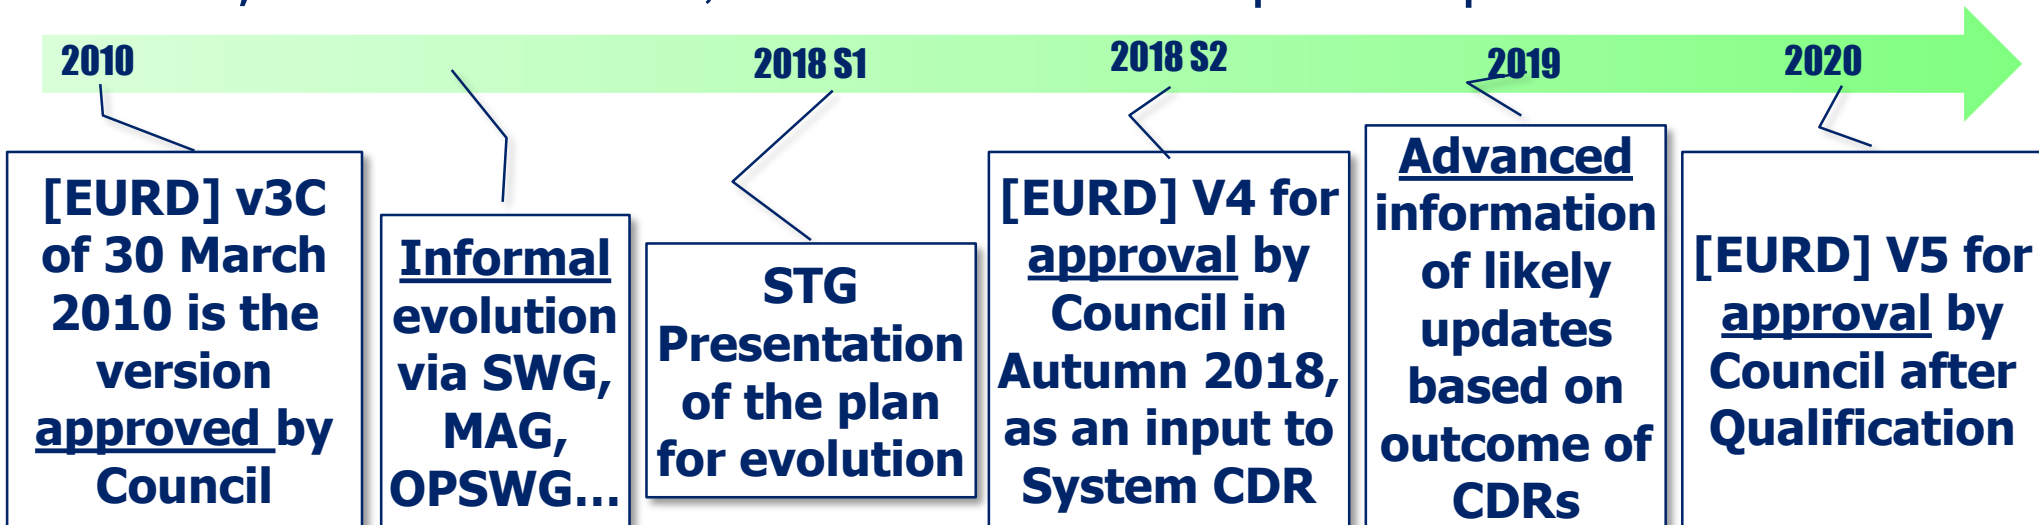 2010
2018 S1
2018 S2
2019
2020
[EURD] v3C
of 30 March
2010 is the
version
approved by
Council
Informal
evolution
via SWG,
MAG,
OPSWG...
STG
Presentation
of the plan
for evolution
[EURD] V4 for
approval by
Council in
Autumn 2018,
as an input to
System CDR
Advanced
information
of likely
updates
based on
outcome of
CDRs
[EURD] V5 for
approval by
Council after
Qualification